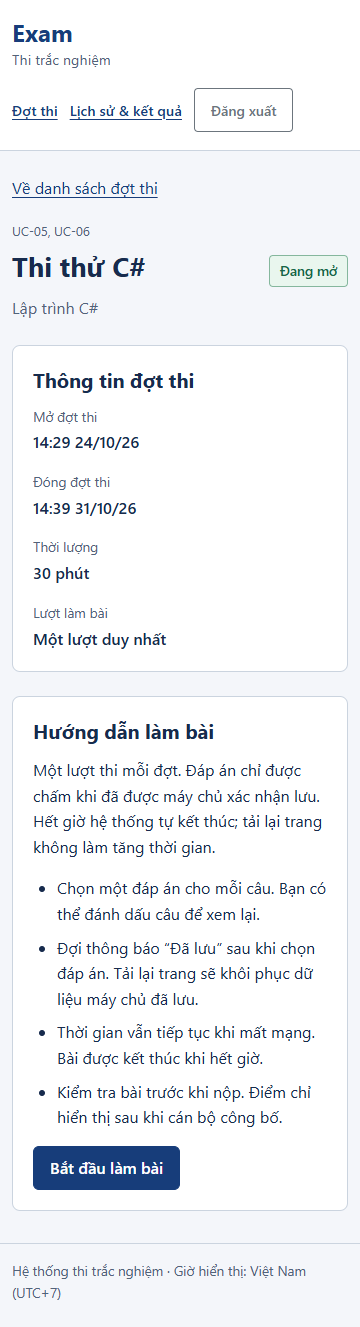 Exam
Thi trắc nghiệm
Đợt thi Lịch sử & kết quả Đăng xuất
Về danh sách đợt thi
UC-05, UC-06
Thi thử C# Đang mở
Lập trình C#
Thông tin đợt thi
Mở đợt thi
14:29 24/10/26
Đóng đợt thi
14:39 31/10/26
Thời lượng
30 phút
Lượt làm bài
Một lượt duy nhất
Hướng dẫn làm bài
Một lượt thi mỗi đợt. Đáp án chỉ được
chấm khi đã được máy chủ xác nhận lưu.
Hết giờ hệ thống tự kết thúc; tải lại trang
không làm tăng thời gian.
• Chọn một đáp án cho mỗi câu. Bạn có
thể đánh dấu câu để xem lại.
• Đợi thông báo “Đã lưu” sau khi chọn
đáp án. Tải lại trang sẽ khôi phục dữ
liệu máy chủ đã lưu.
• Thời gian vẫn tiếp tục khi mất mạng.
Bài được kết thúc khi hết giờ.
• Kiểm tra bài trước khi nộp. Điểm chỉ
hiển thị sau khi cán bộ công bố.
Bắt đầu làm bài
Hệ thống thi trắc nghiệm · Giờ hiển thị: Việt Nam
(UTC+7)